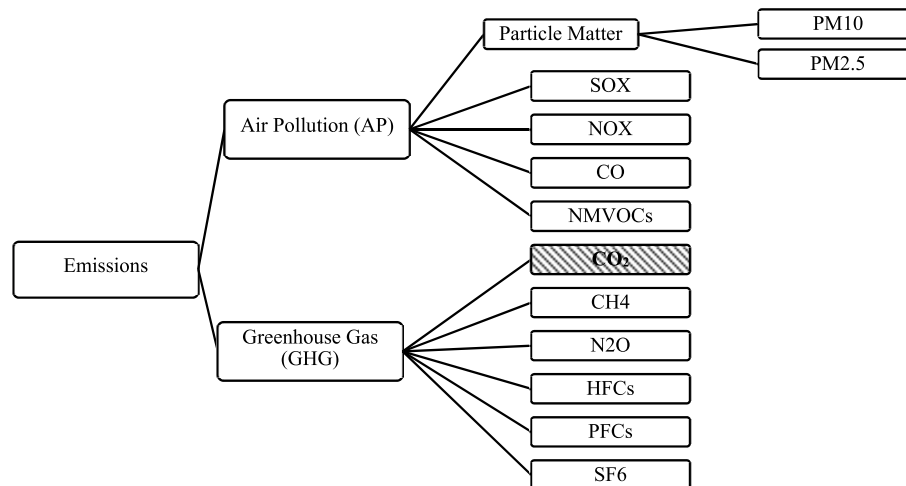 Particle Matter
PM10
PM2.5
SOX
Air Pollution (AP)
NOX
CO
NMVOCs
Emissions
CO₂
CH4
Greenhouse Gas
(GHG)
N2O
HFCs
PFCs
SF6